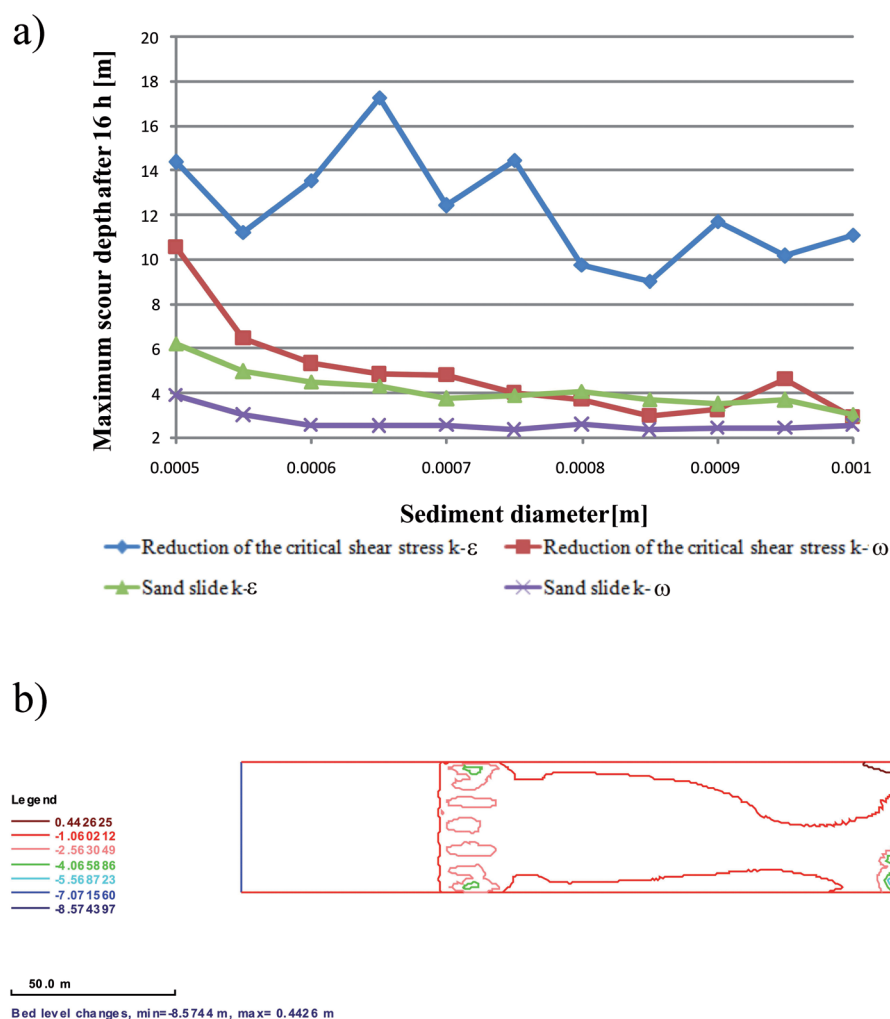 a)
Maximum scour depthafter 16 h [m]
20
18
16
14
12
10
8
6
4
2
0.0005 0.0006 0.0007 0.0008 0.0009 0.001
Sediment diameter[m]
Reduction of the critical shear stress k-ε
Reduction of the critical shear stress k-ω
Sand slide k-ε
Sand slide k-ω
b)
Legend
0.442625
-1.060212
-2.563049
-4.065886
-5.568723
-7.071560
-8.574397
50.0 m
Bed level changes, min=-8.5744 m, max= 0.4426 m